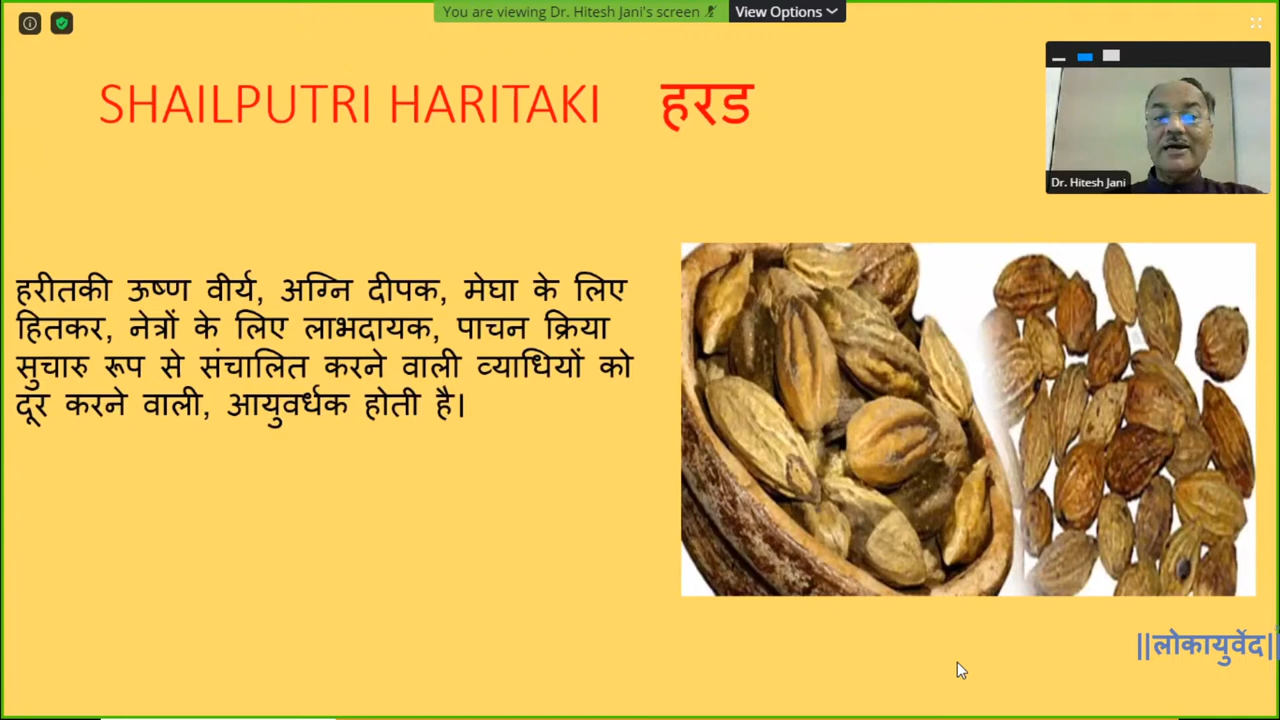 You are viewing Dr. Hitesh Jani's screen
View Options
SHAILPUTRI HARITAKI हरड
Dr. Hitesh Jani
हरीतकी ऊष्ण वीर्य, अग्नि दीपक, मेघा के लिए
हितकर, नेत्रों के लिए लाभदायक, पाचन क्रिया
सुचारु रूप से संचालित करने वाली व्याधियों को
दूर करने वाली, आयुवर्धक होती है।
||लोकायुर्वेद||